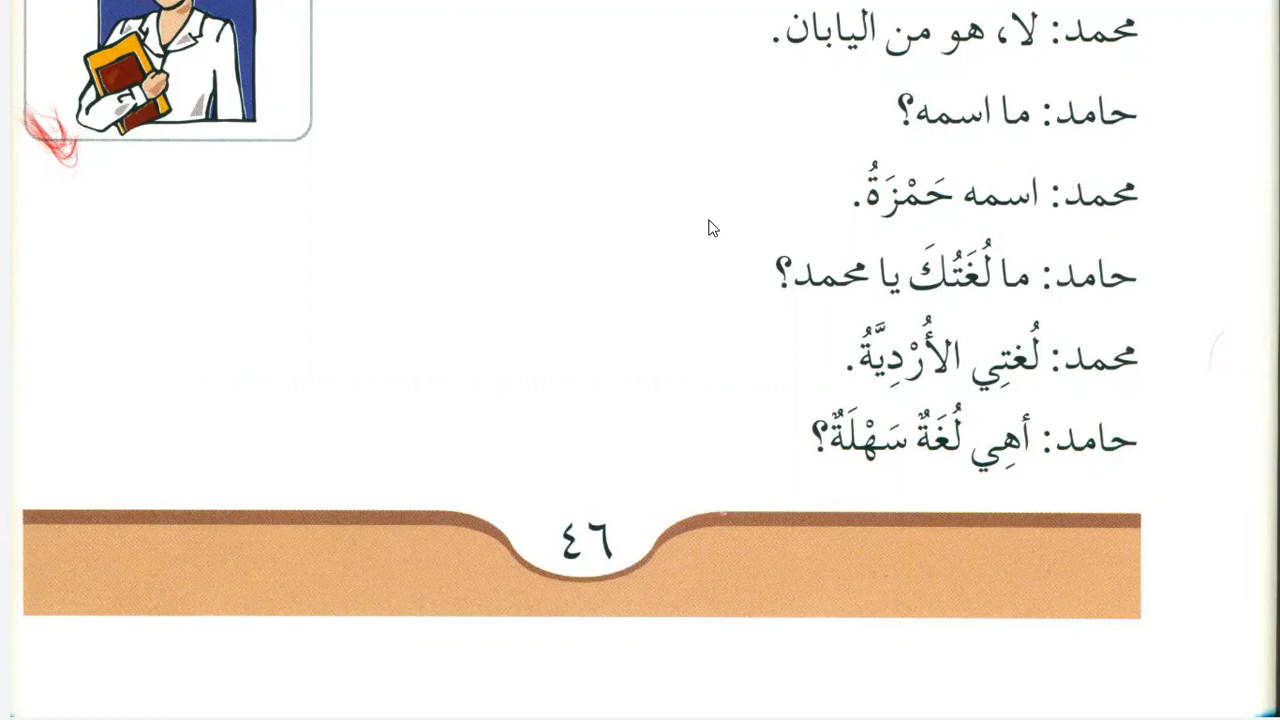 محمد: لا، هو من اليابان.
حامد: ما اسمه؟
محمد: اسمه حَمْزَةُ.
حامد: ما لُغَتُكَ يا محمد؟
محمد: لُغتِي الأُرْدِيَّةُ.
حامد: أهِي لُغَةٌ سَهْلَةٌ؟
٤٦